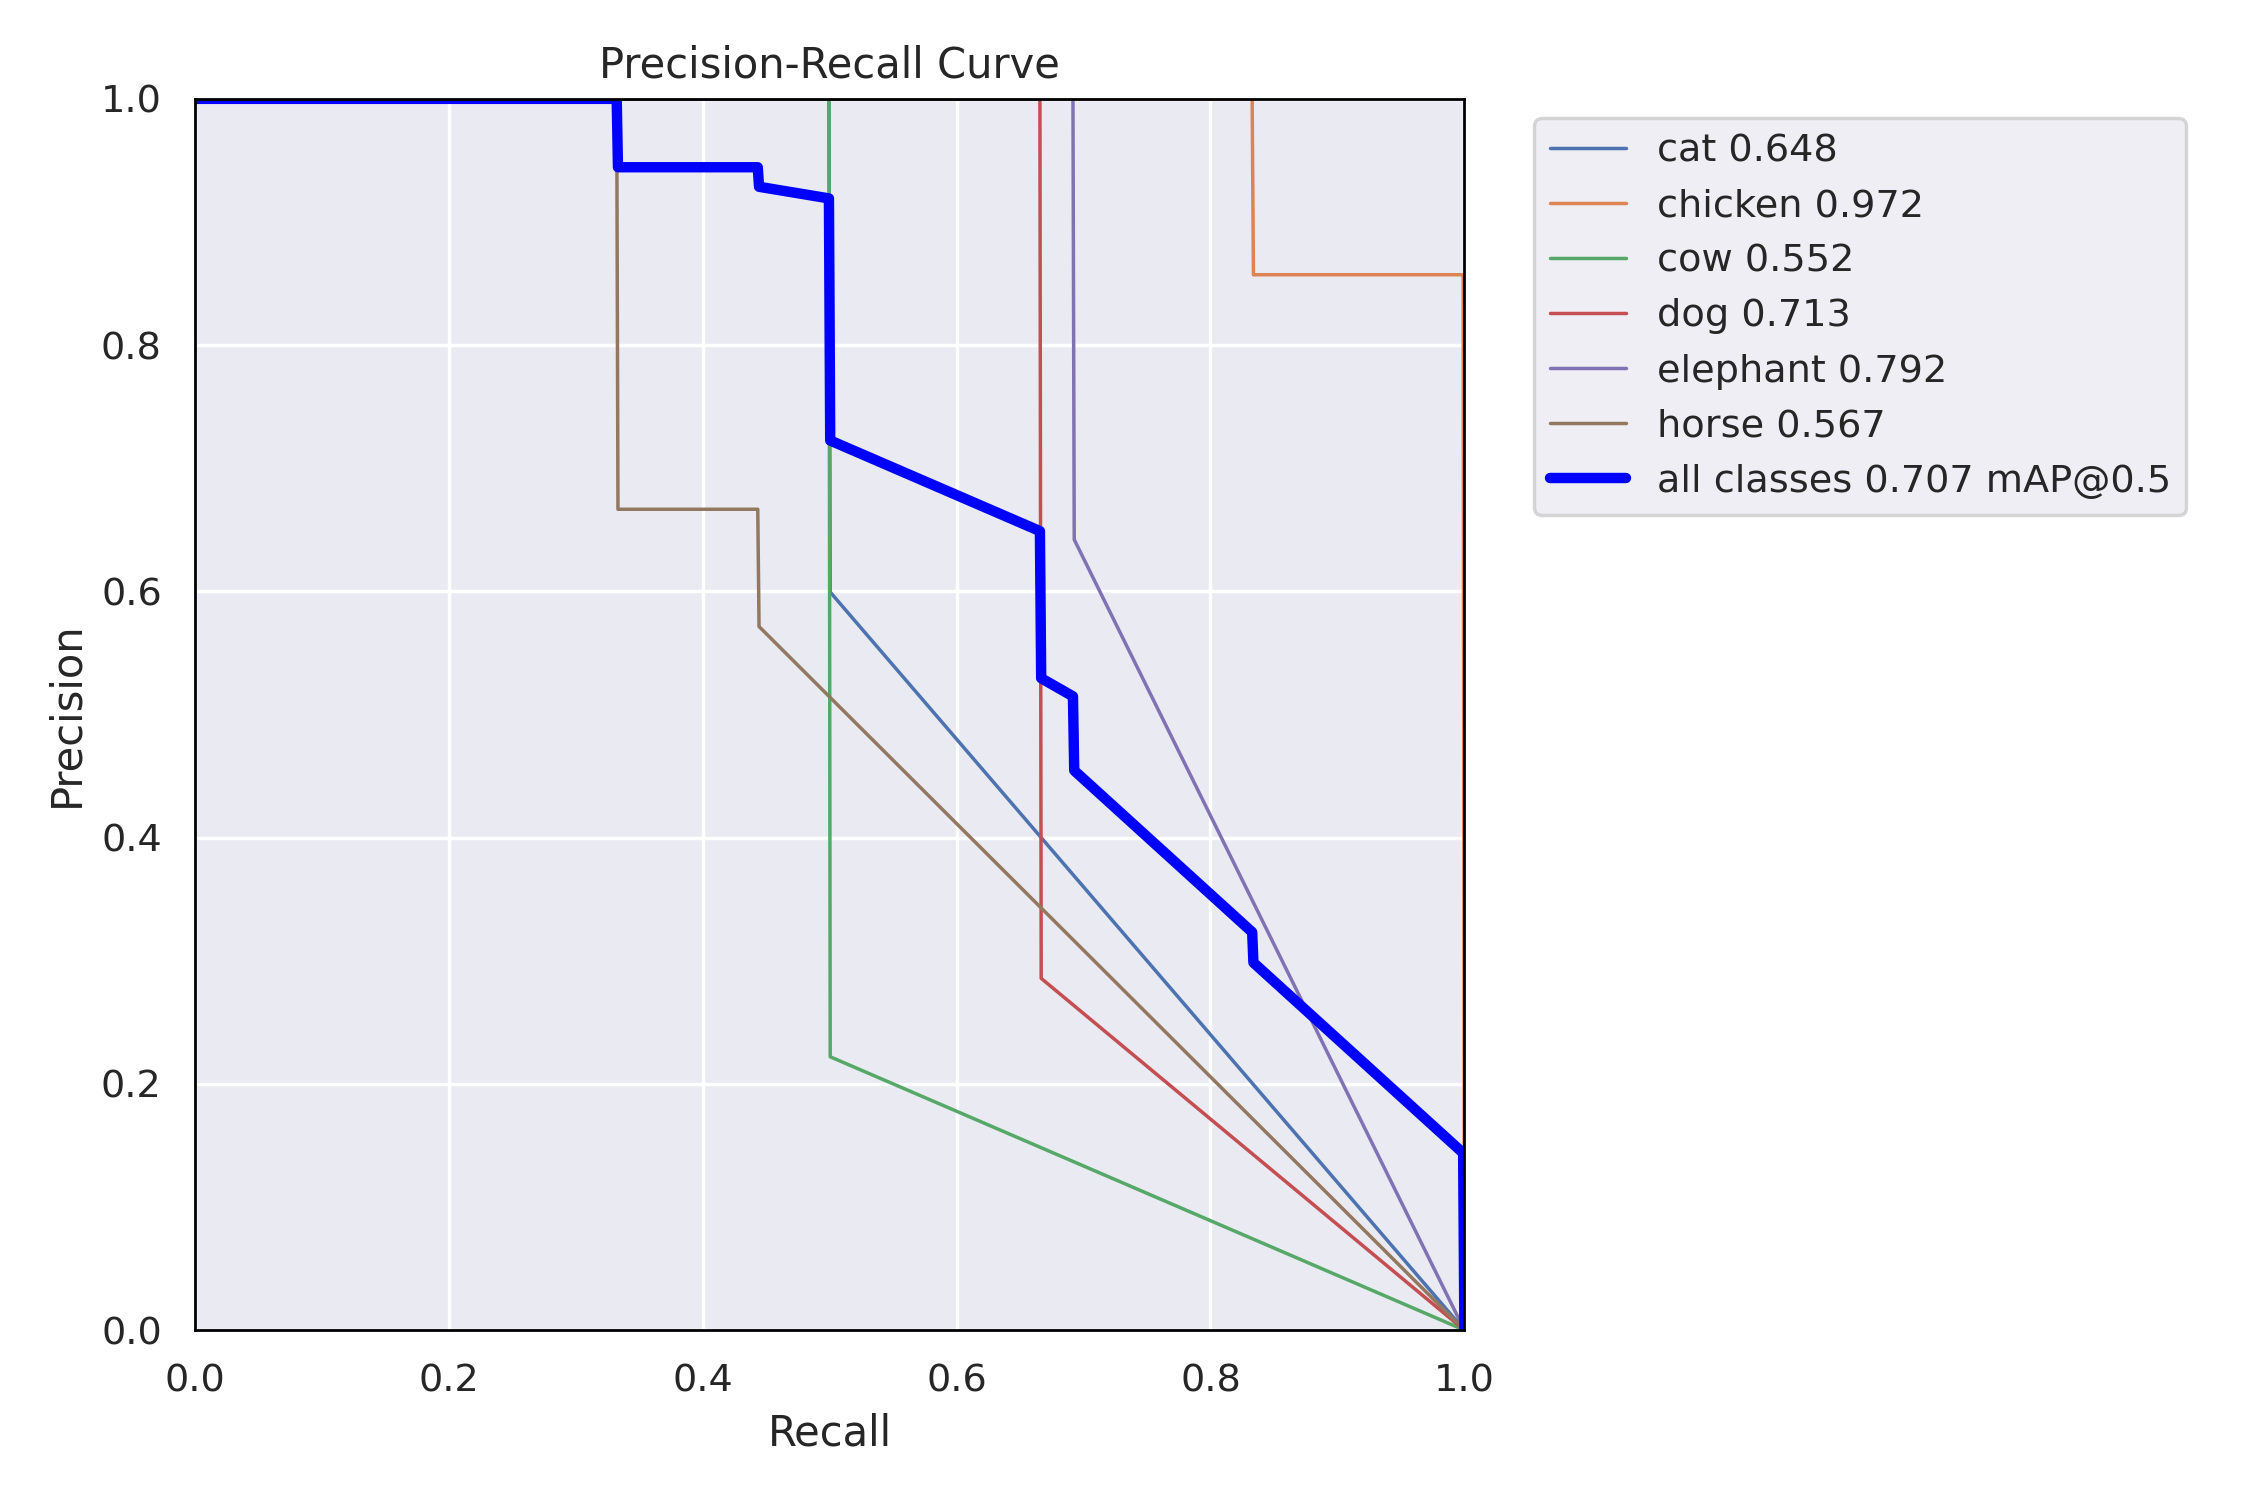 Precision-Recall Curve
1.0
0.8
0.6
0.4
0.2
0.0
Precision
0.0 0.2 0.4 0.6 0.8 1.0
Recall
cat 0.648
chicken 0.972
cow 0.552
dog 0.713
elephant 0.792
horse 0.567
all classes 0.707 mAP@0.5